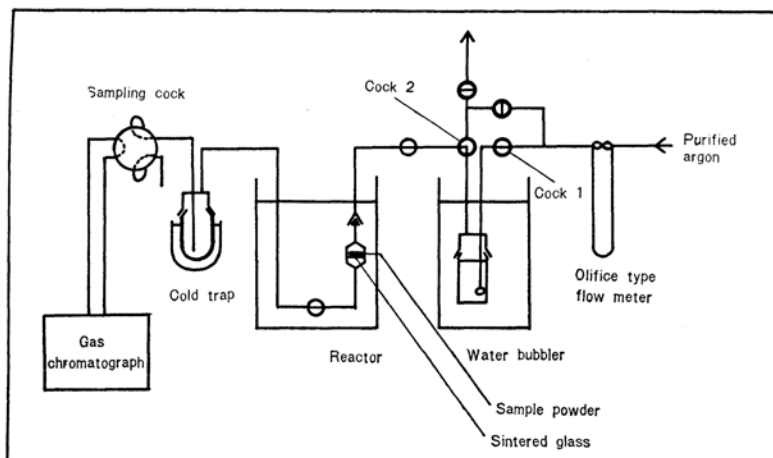 Cock 2
Sampling cock
Purified
argon
Cock 1
Cold trap
Olifice type
flow meter
Gas
chromatograph
Reactor
Water bubbler
Sample powder
Sintered glass